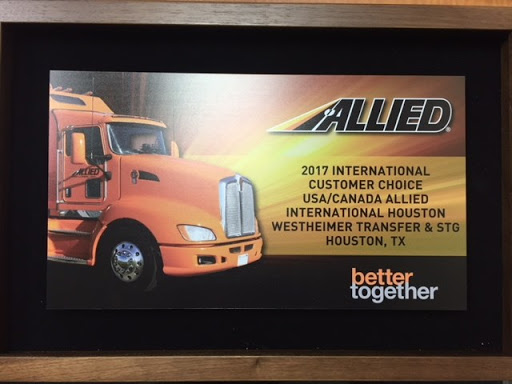 ALLIED
2017 INTERNATIONAL
CUSTOMER CHOICE
USA/CANADA ALLIED
INTERNATIONAL HOUSTON
WESTHEIMER TRANSFER & STG
HOUSTON, TX
better
together